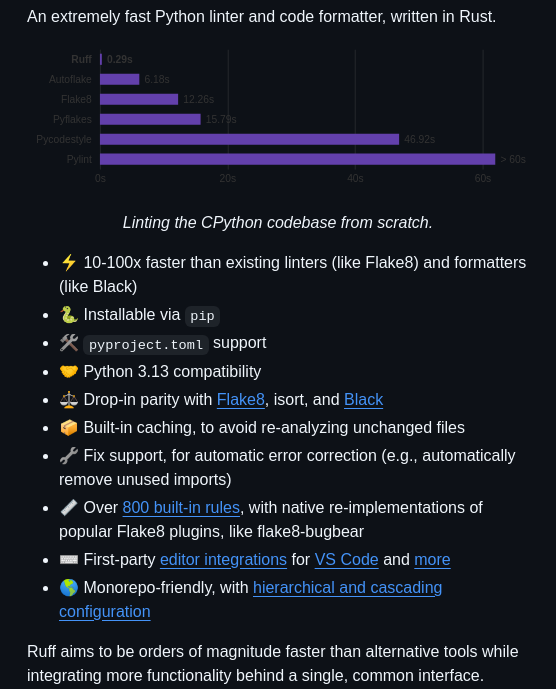 An extremely fast Python linter and code formatter, written in Rust.
Ruff 0.29s
Autoflake 6.18s
Flake8 12.26s
Pyflakes 15.79s
Pycodestyle 46.92s
Pylint > 60s
0s 20s 40s 60s
Linting the CPython codebase from scratch.
• ⚡ 10-100x faster than existing linters (like Flake8) and formatters
(like Black)
• 🐍 Installable via pip
• 🛠️ pyproject.toml support
• 🤝 Python 3.13 compatibility
• ⚖️ Drop-in parity with Flake8, isort, and Black
• 📦 Built-in caching, to avoid re-analyzing unchanged files
• 🔧 Fix support, for automatic error correction (e.g., automatically
remove unused imports)
• 📏 Over 800 built-in rules, with native re-implementations of
popular Flake8 plugins, like flake8-bugbear
• ⌨️ First-party editor integrations for VS Code and more
• 🌎 Monorepo-friendly, with hierarchical and cascading
configuration
Ruff aims to be orders of magnitude faster than alternative tools while
integrating more functionality behind a single, common interface.